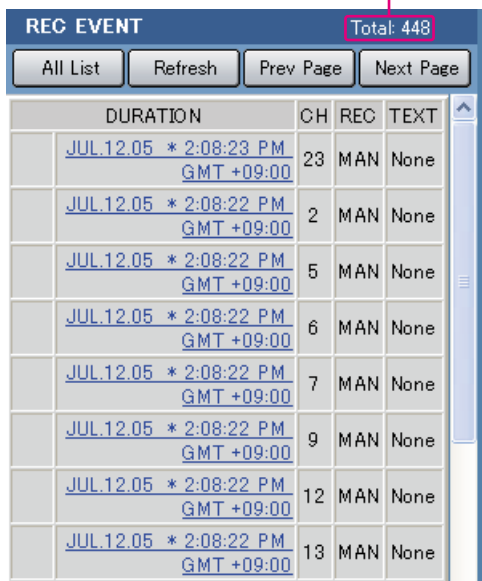 REC EVENT Total: 448
All List Refresh Prev Page Next Page
DURATION CH REC TEXT
JUL.12.05 * 2:08:23 PM
GMT +09:00 23 MAN None
JUL.12.05 * 2:08:22 PM
GMT +09:00 2 MAN None
JUL.12.05 * 2:08:22 PM
GMT +09:00 5 MAN None
JUL.12.05 * 2:08:22 PM
GMT +09:00 6 MAN None
JUL.12.05 * 2:08:22 PM
GMT +09:00 7 MAN None
JUL.12.05 * 2:08:22 PM
GMT +09:00 9 MAN None
JUL.12.05 * 2:08:22 PM
GMT +09:00 12 MAN None
JUL.12.05 * 2:08:22 PM
GMT +09:00 13 MAN None